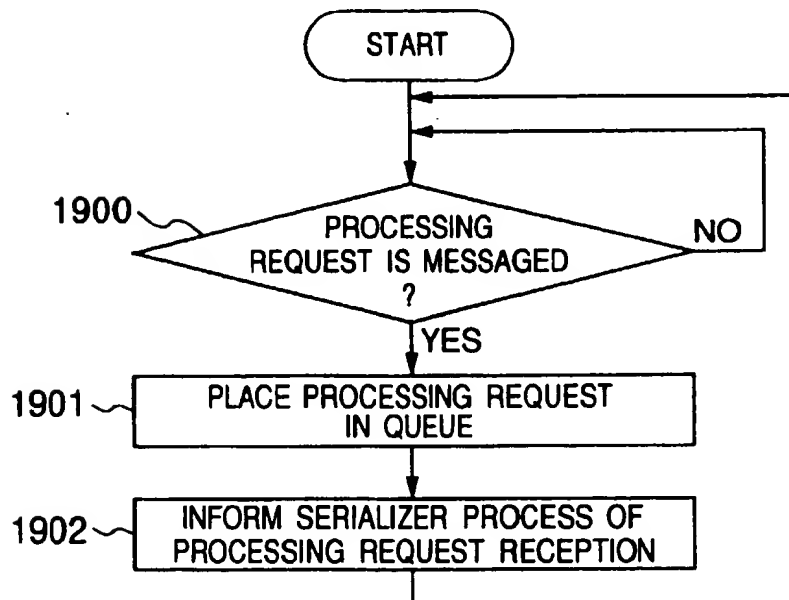 START
1900
PROCESSING
REQUEST IS MESSAGED
?
NO
YES
1901
PLACE PROCESSING REQUEST
IN QUEUE
1902
INFORM SERIALIZER PROCESS OF
PROCESSING REQUEST RECEPTION